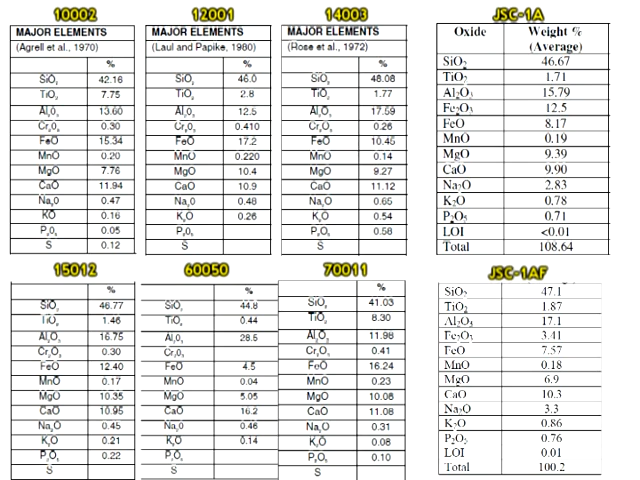 10002
MAJOR ELEMENTS
(Agrell et al., 1970)
%
SiO₂ 42.16
TiO₂ 7.75
Al₂O₃ 13.60
Cr₂O₃ 0.30
FeO 15.34
MnO 0.20
MgO 7.76
CaO 11.94
Na₂O 0.47
KO 0.16
P₂O₅ 0.05
S 0.12
12001
MAJOR ELEMENTS
(Laul and Papike, 1980)
%
SiO₂ 46.0
TiO₂ 2.8
Al₂O₃ 12.5
Cr₂O₃ 0.410
FeO 17.2
MnO 0.220
MgO 10.4
CaO 10.9
Na₂O 0.48
K₂O 0.26
P₂O₅
S
14003
MAJOR ELEMENTS
(Rose et al., 1972)
%
SiO₂ 48.08
TiO₂ 1.77
Al₂O₃ 17.59
Cr₂O₃ 0.26
FeO 10.45
MnO 0.14
MgO 9.27
CaO 11.12
Na₂O 0.65
K₂O 0.54
P₂O₅ 0.58
S
JSC-1A
Oxide Weight %
(Average)
SiO₂ 46.67
TiO₂ 1.71
Al₂O₃ 15.79
Fe₂O₃ 12.5
FeO 8.17
MnO 0.19
MgO 9.39
CaO 9.90
Na₂O 2.83
K₂O 0.78
P₂O₅ 0.71
LOI <0.01
Total 108.64
15012
%
SiO₂ 46.77
TiO₂ 1.46
Al₂O₃ 16.75
Cr₂O₃ 0.30
FeO 12.40
MnO 0.17
MgO 10.35
CaO 10.95
Na₂O 0.45
K₂O 0.21
P₂O₅ 0.22
S
60050
%
SiO₂ 44.8
TiO₂ 0.44
Al₂O₃ 28.5
Cr₂O₃
FeO 4.5
MnO 0.04
MgO 5.05
CaO 16.2
Na₂O 0.46
K₂O 0.14
P₂O₅
S
70011
%
SiO₂ 41.03
TiO₂ 8.30
Al₂O₃ 11.98
Cr₂O₃ 0.41
FeO 16.24
MnO 0.23
MgO 10.08
CaO 11.08
Na₂O 0.31
K₂O 0.08
P₂O₅ 0.10
S
JSC-1AF
SiO₂ 47.1
TiO₂ 1.87
Al₂O₃ 17.1
Fe₂O₃ 3.41
FeO 7.57
MnO 0.18
MgO 6.9
CaO 10.3
Na₂O 3.3
K₂O 0.86
P₂O₅ 0.76
LOI 0.01
Total 100.2